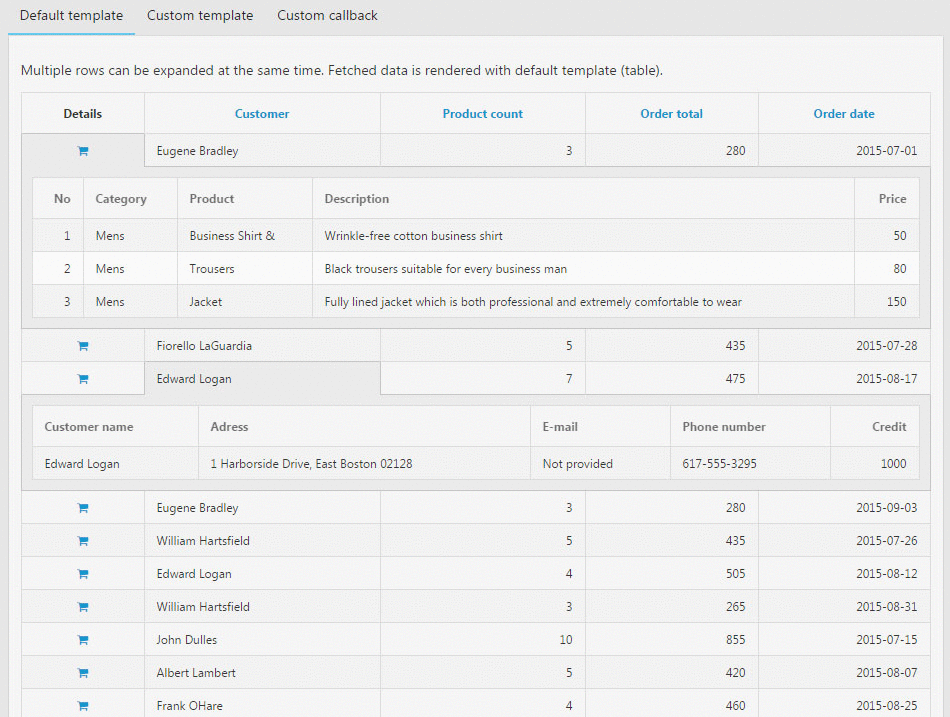 Default template Custom template Custom callback
Multiple rows can be expanded at the same time. Fetched data is rendered with default template (table).
Details Customer Product count Order total Order date
Eugene Bradley 3 280 2015-07-01
No Category Product Description Price
1 Mens Business Shirt & Wrinkle-free cotton business shirt 50
2 Mens Trousers Black trousers suitable for every business man 80
3 Mens Jacket Fully lined jacket which is both professional and extremely comfortable to wear 150
Fiorello LaGuardia 5 435 2015-07-28
Edward Logan 7 475 2015-08-17
Customer name Adress E-mail Phone number Credit
Edward Logan 1 Harborside Drive, East Boston 02128 Not provided 617-555-3295 1000
Eugene Bradley 3 280 2015-09-03
William Hartsfield 5 435 2015-07-26
Edward Logan 4 505 2015-08-12
William Hartsfield 3 265 2015-08-31
John Dulles 10 855 2015-07-15
Albert Lambert 5 420 2015-08-07
Frank OHare 4 460 2015-08-25